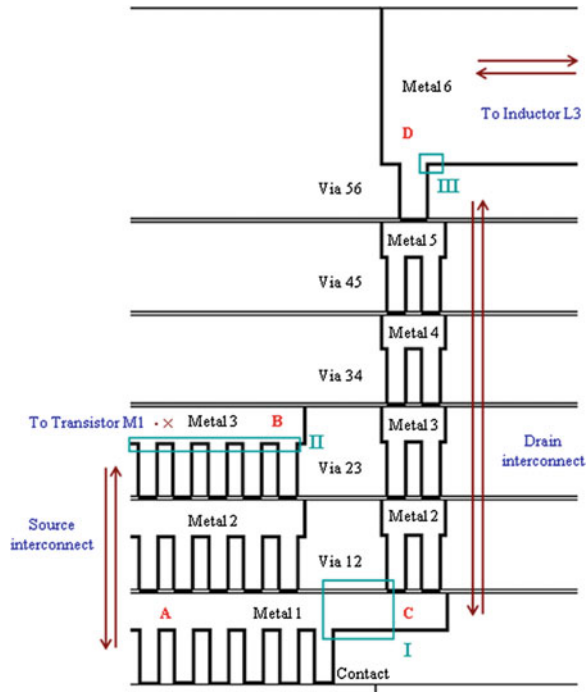 Metal 6
To Inductor L3
D
III
Via 56
Metal 5
Via 45
Metal 4
Via 34
To Transistor M1
Metal 3
B
Metal 3
II
Via 23
Drain
interconnect
Source
interconnect
Metal 2
Metal 2
Via 12
A
Metal 1
C
I
Contact